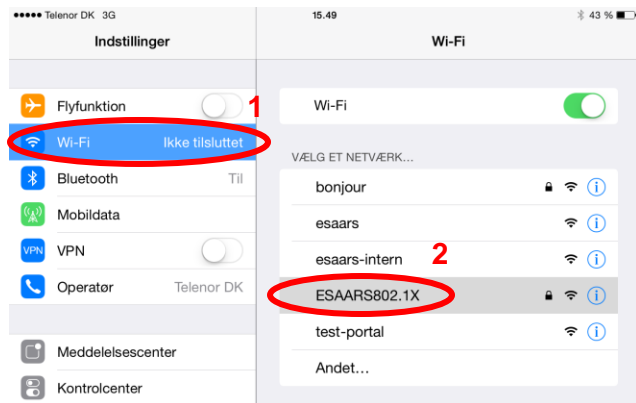 Telenor DK 3G 15.49 43 %
Indstillinger
Wi-Fi
Flyfunktion
1
Wi-Fi Ikke tilsluttet
Bluetooth Til
Mobildata
VPN VPN
Operatør Telenor DK
Meddelelsescenter
Kontrolcenter
Wi-Fi
VÆLG ET NETVÆRK...
bonjour
esaars
esaars-intern
2
ESAARS802.1X
test-portal
Andet...